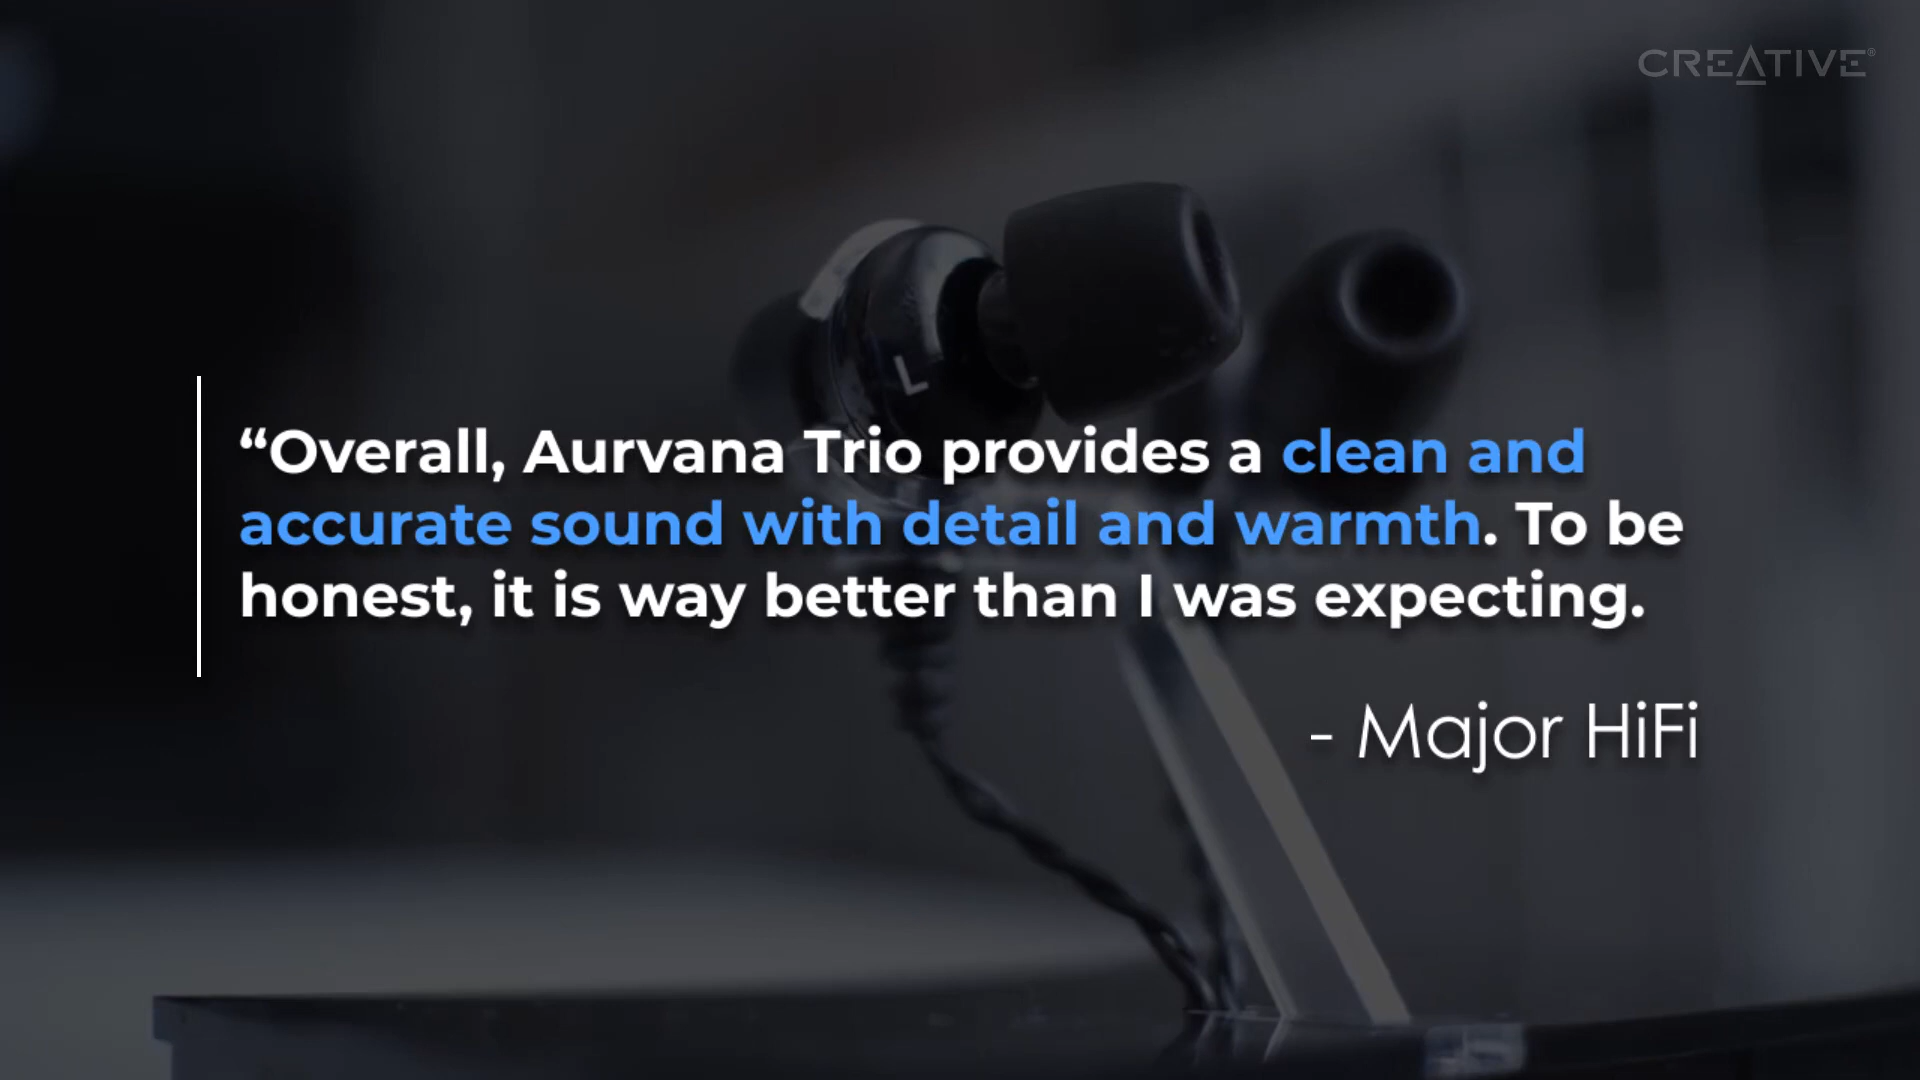 CREATIVE®
L
“Overall, Aurvana Trio provides a clean and
accurate sound with detail and warmth. To be
honest, it is way better than I was expecting.
- Major HiFi